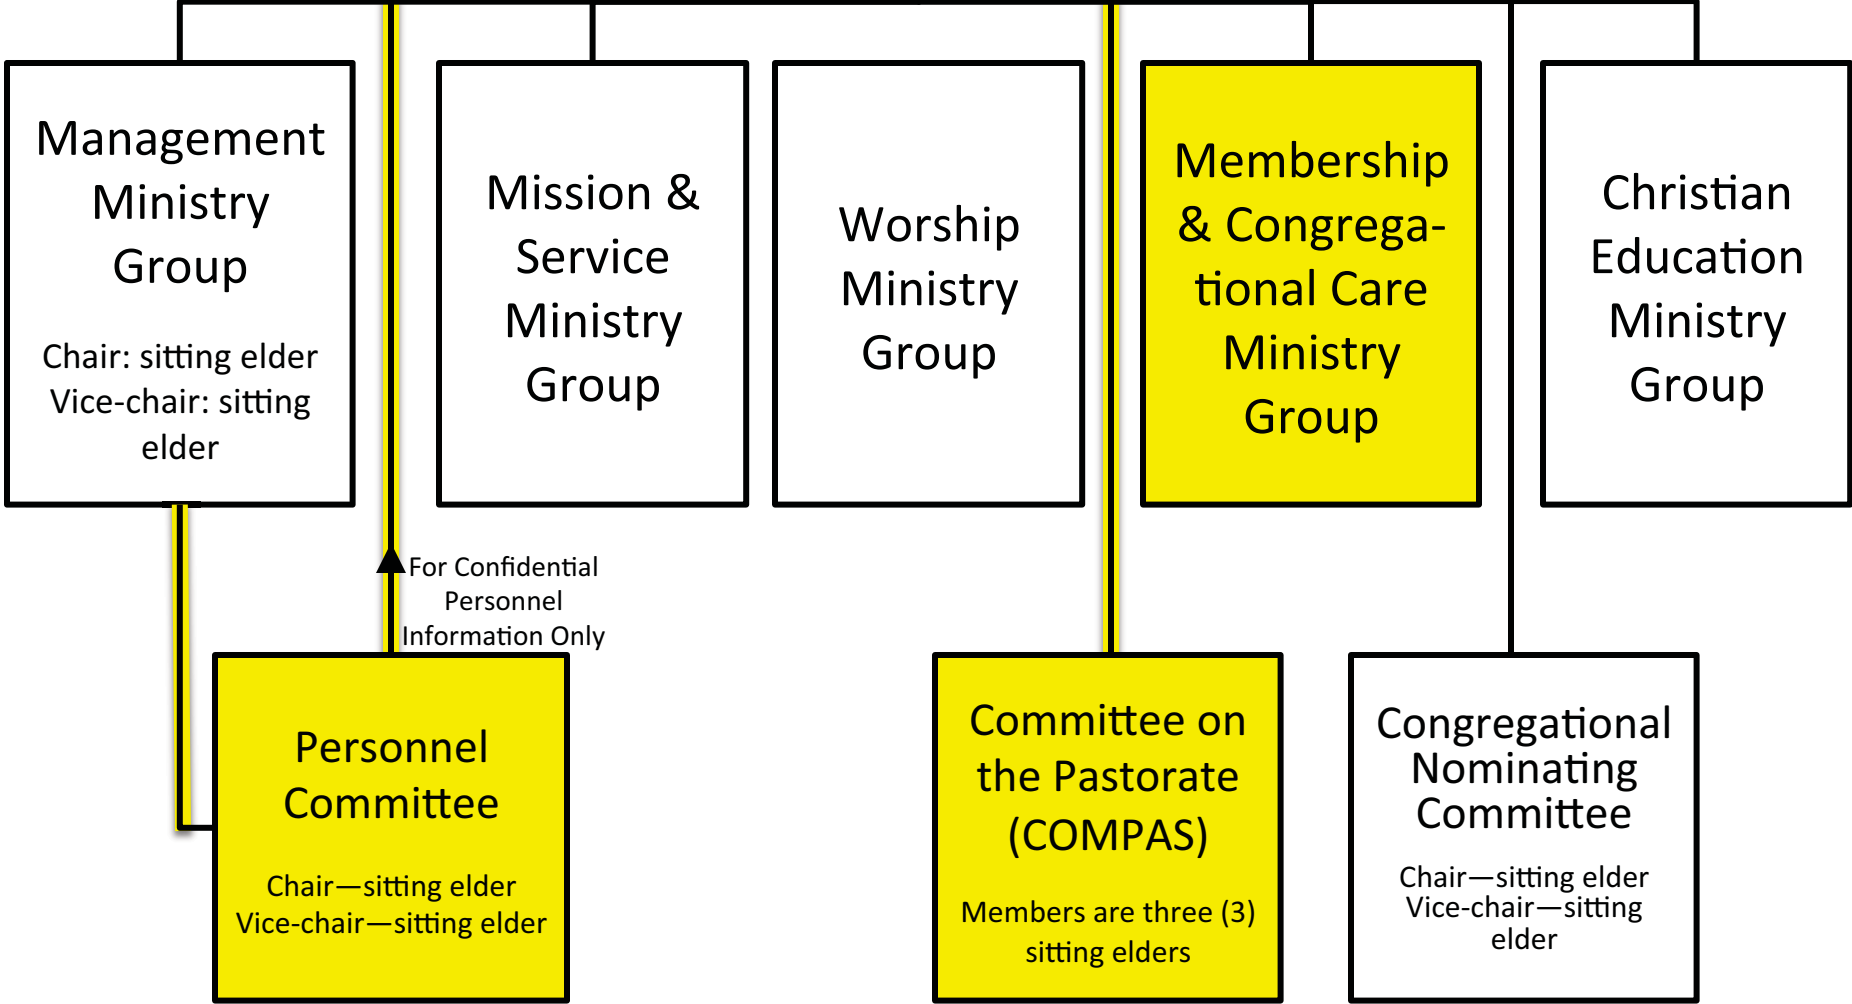 Management
Ministry
Group
Chair: sitting elder
Vice-chair: sitting
elder
Mission &
Service
Ministry
Group
Worship
Ministry
Group
Membership
& Congrega-
tional Care
Ministry
Group
Christian
Education
Ministry
Group
For Confidential
Personnel
Information Only
Personnel
Committee
Chair—sitting elder
Vice-chair—sitting elder
Committee on
the Pastorate
(COMPAS)
Members are three (3)
sitting elders
Congregational
Nominating
Committee
Chair—sitting elder
Vice-chair—sitting
elder